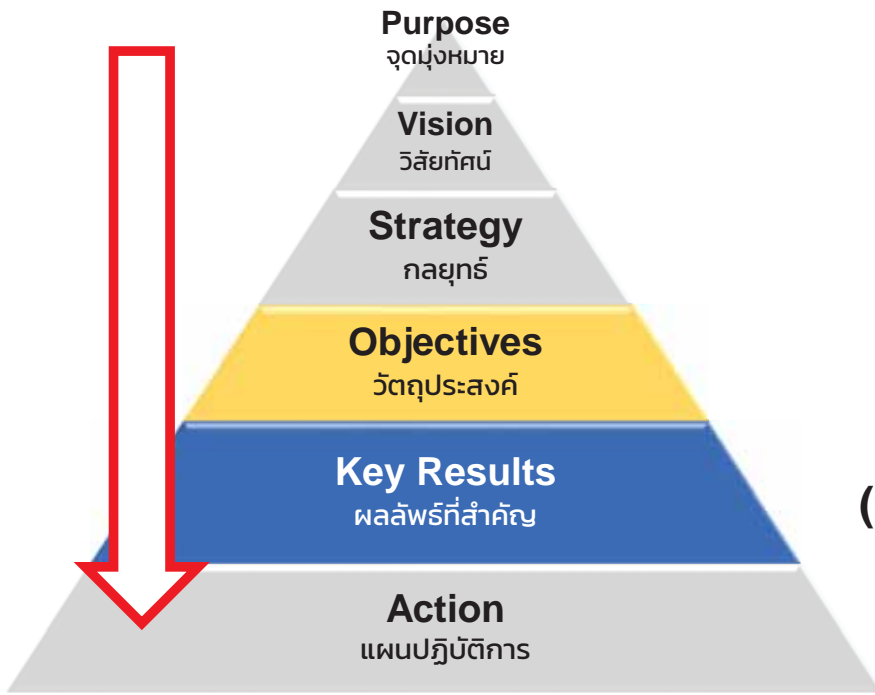 Purpose
จุดมุ่งหมาย
Vision
วิสัยทัศน์
Strategy
กลยุทธ์
Objectives
วัตถุประสงค์
Key Results
ผลลัพธ์ที่สำคัญ
(
Action
แผนปฏิบัติการ